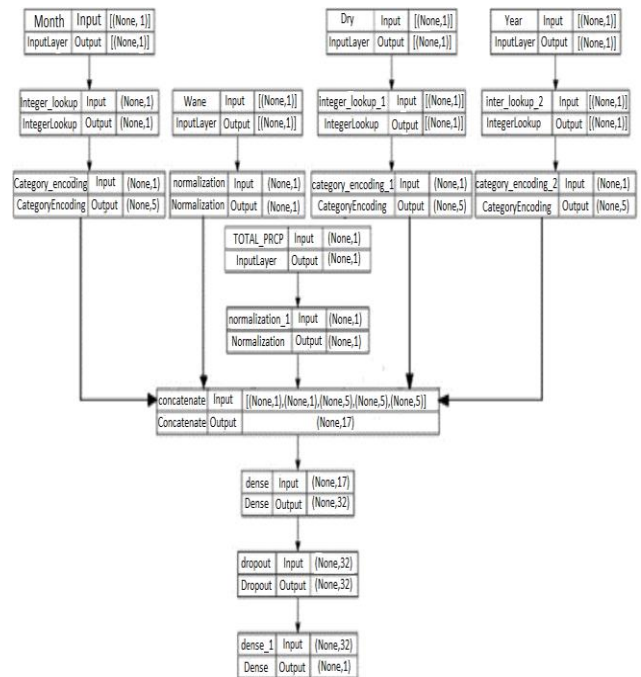 Month Input [(None, 1)]
InputLayer Output [(None,1)]
Dry Input [(None,1)]
InputLayer Output [(None,1)]
Year Input [(None,1)]
InputLayer Output [(None,1)]
integer_lookup Input (None,1)
IntegerLookup Output (None,1)
Wane Input [(None,1)]
InputLayer Output [(None,1)]
integer_lookup_1 Input [(None,1)]
IntegerLookup Output [(None,1)]
inter_lookup_2 Input [(None,1)]
IntegerLookup Output [(None,1)]
Category_encoding Input (None,1)
CategoryEncoding Output (None,5)
normalization Input (None,1)
Normalization Output (None,1)
category_encoding_1 Input (None,1)
CategoryEncoding Output (None,5)
category_encoding_2 Input (None,1)
CategoryEncoding Output (None,5)
TOTAL_PRCP Input (None,1)
InputLayer Output (None,1)
normalization_1 Input (None,1)
Normalization Output (None,1)
concatenate Input [(None,1),(None,1),(None,5),(None,5),(None,5)]
Concatenate Output (None,17)
dense Input (None,17)
Dense Output (None,32)
dropout Input (None,32)
Dropout Output (None,32)
dense_1 Input (None,32)
Dense Output (None,1)